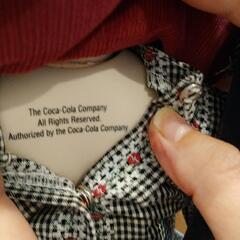 The Coca-Cola Company
All Rights Reserved.
Authorized by the Coca-Cola Company